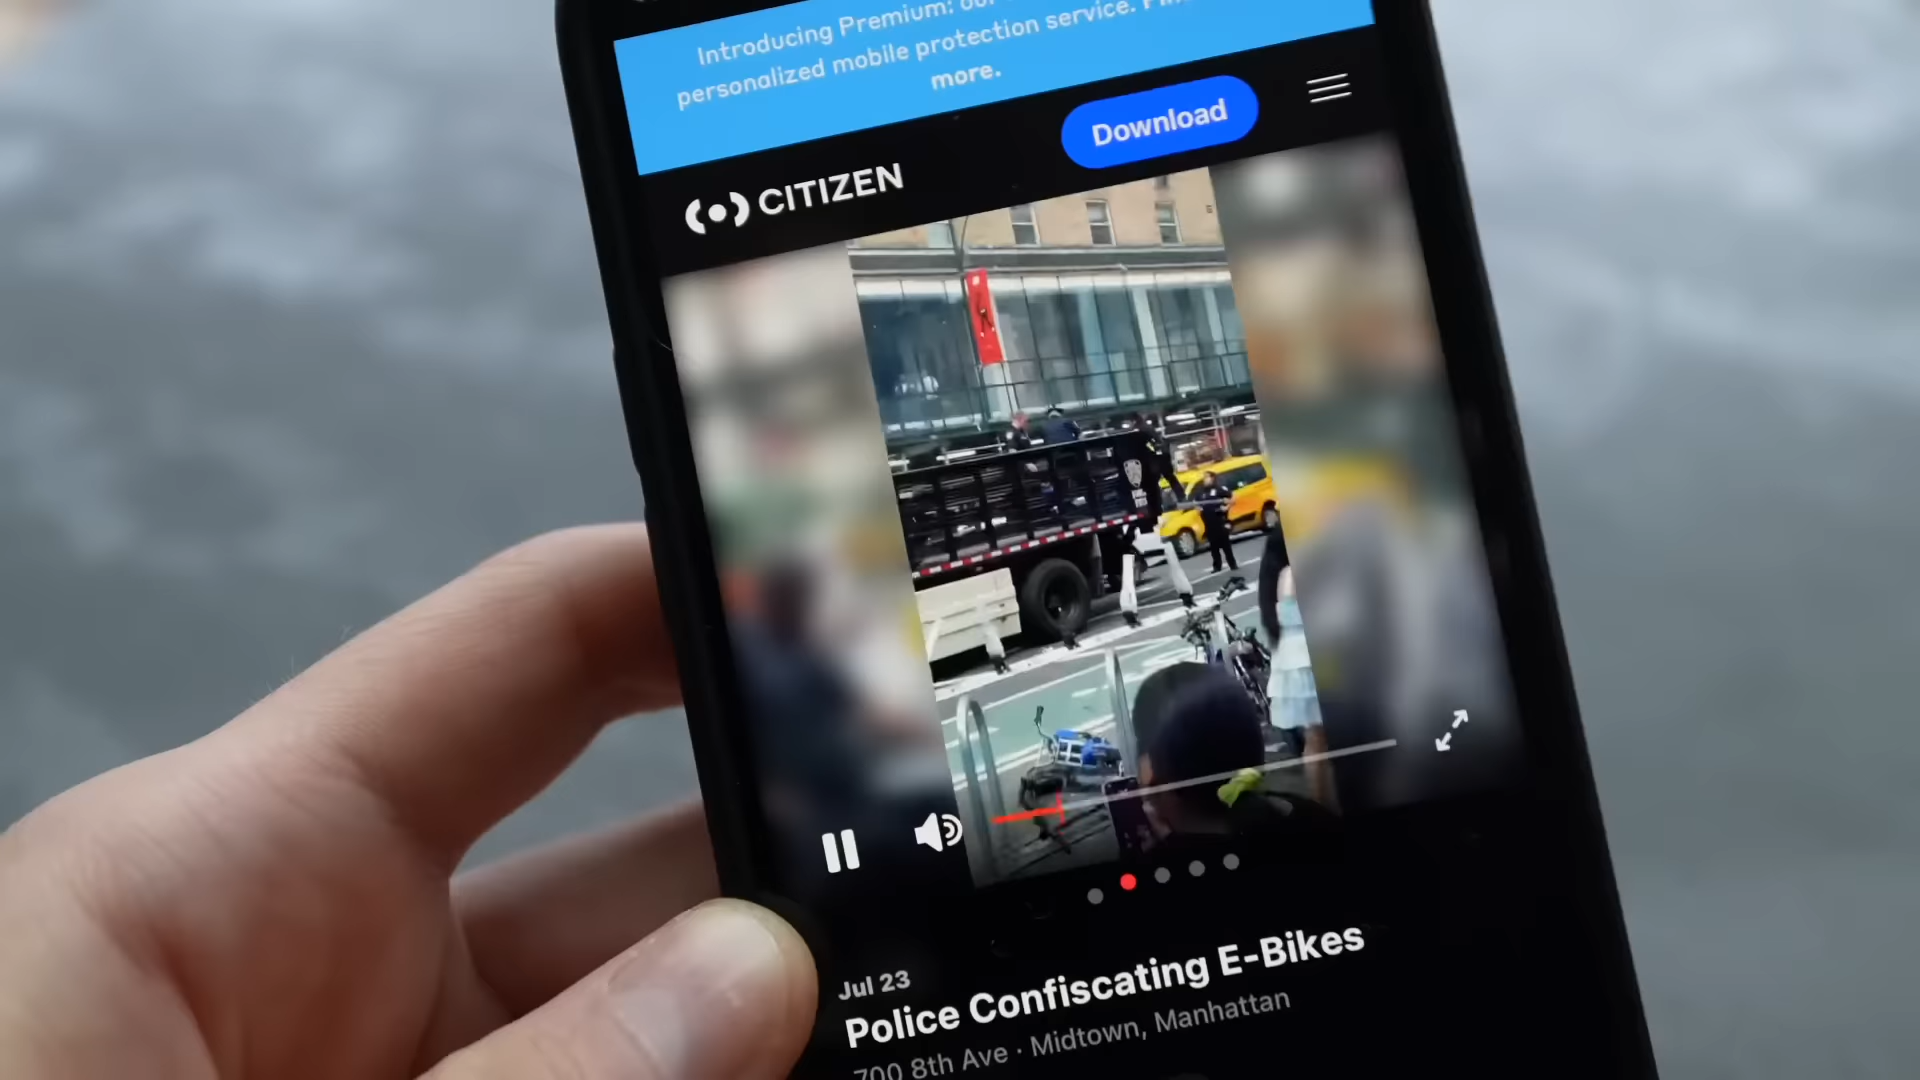 Introducing Premium: our
personalized mobile protection service.
more.
Download
CITIZEN
Jul 23
Police Confiscating E-Bikes
700 8th Ave · Midtown, Manhattan